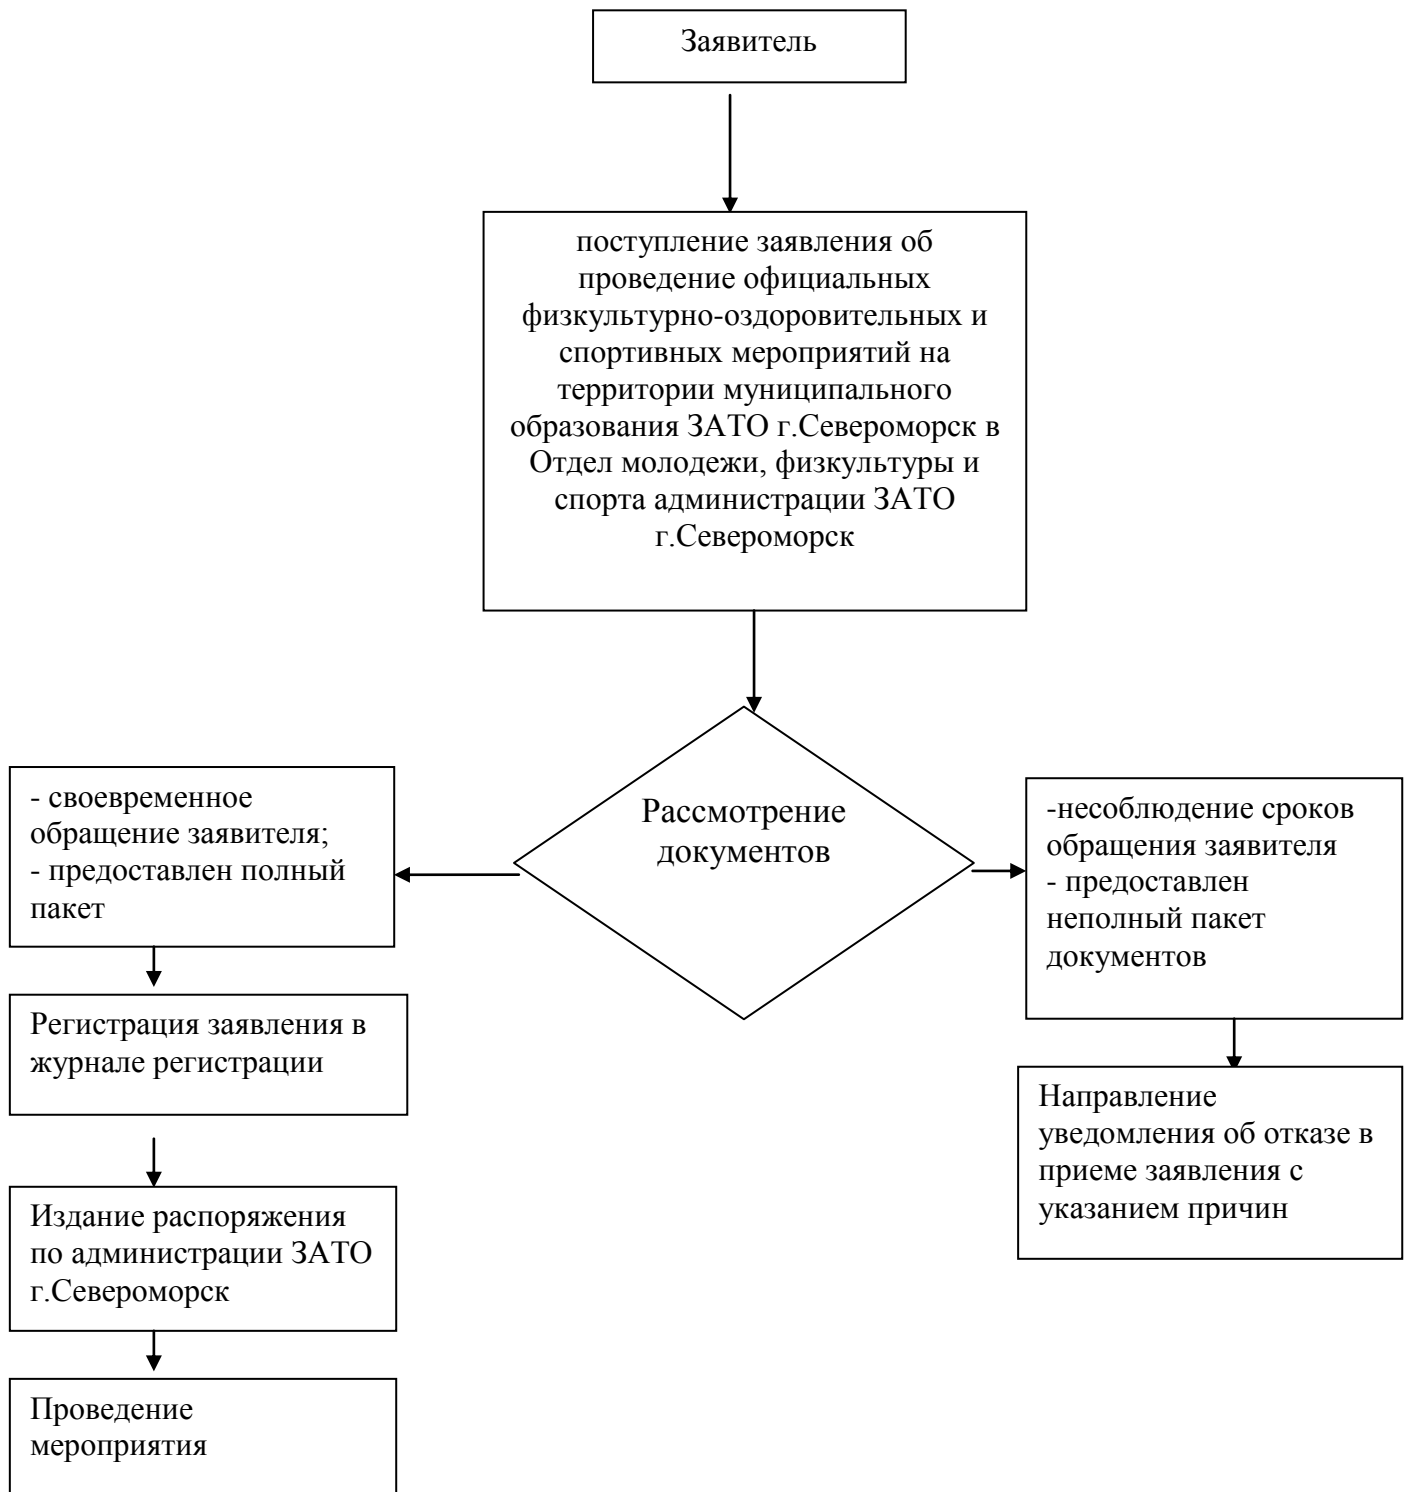 Заявитель
поступление заявления об
проведение официальных
физкультурно-оздоровительных и
спортивных мероприятий на
территории муниципального
образования ЗАТО г.Североморск в
Отдел молодежи, физкультуры и
спорта администрации ЗАТО
г.Североморск
Рассмотрение
документов
- своевременное
обращение заявителя;
- предоставлен полный
пакет
-несоблюдение сроков
обращения заявителя
- предоставлен
неполный пакет
документов
Регистрация заявления в
журнале регистрации
Направление
уведомления об отказе в
приеме заявления с
указанием причин
Издание распоряжения
по администрации ЗАТО
г.Североморск
Проведение
мероприятия